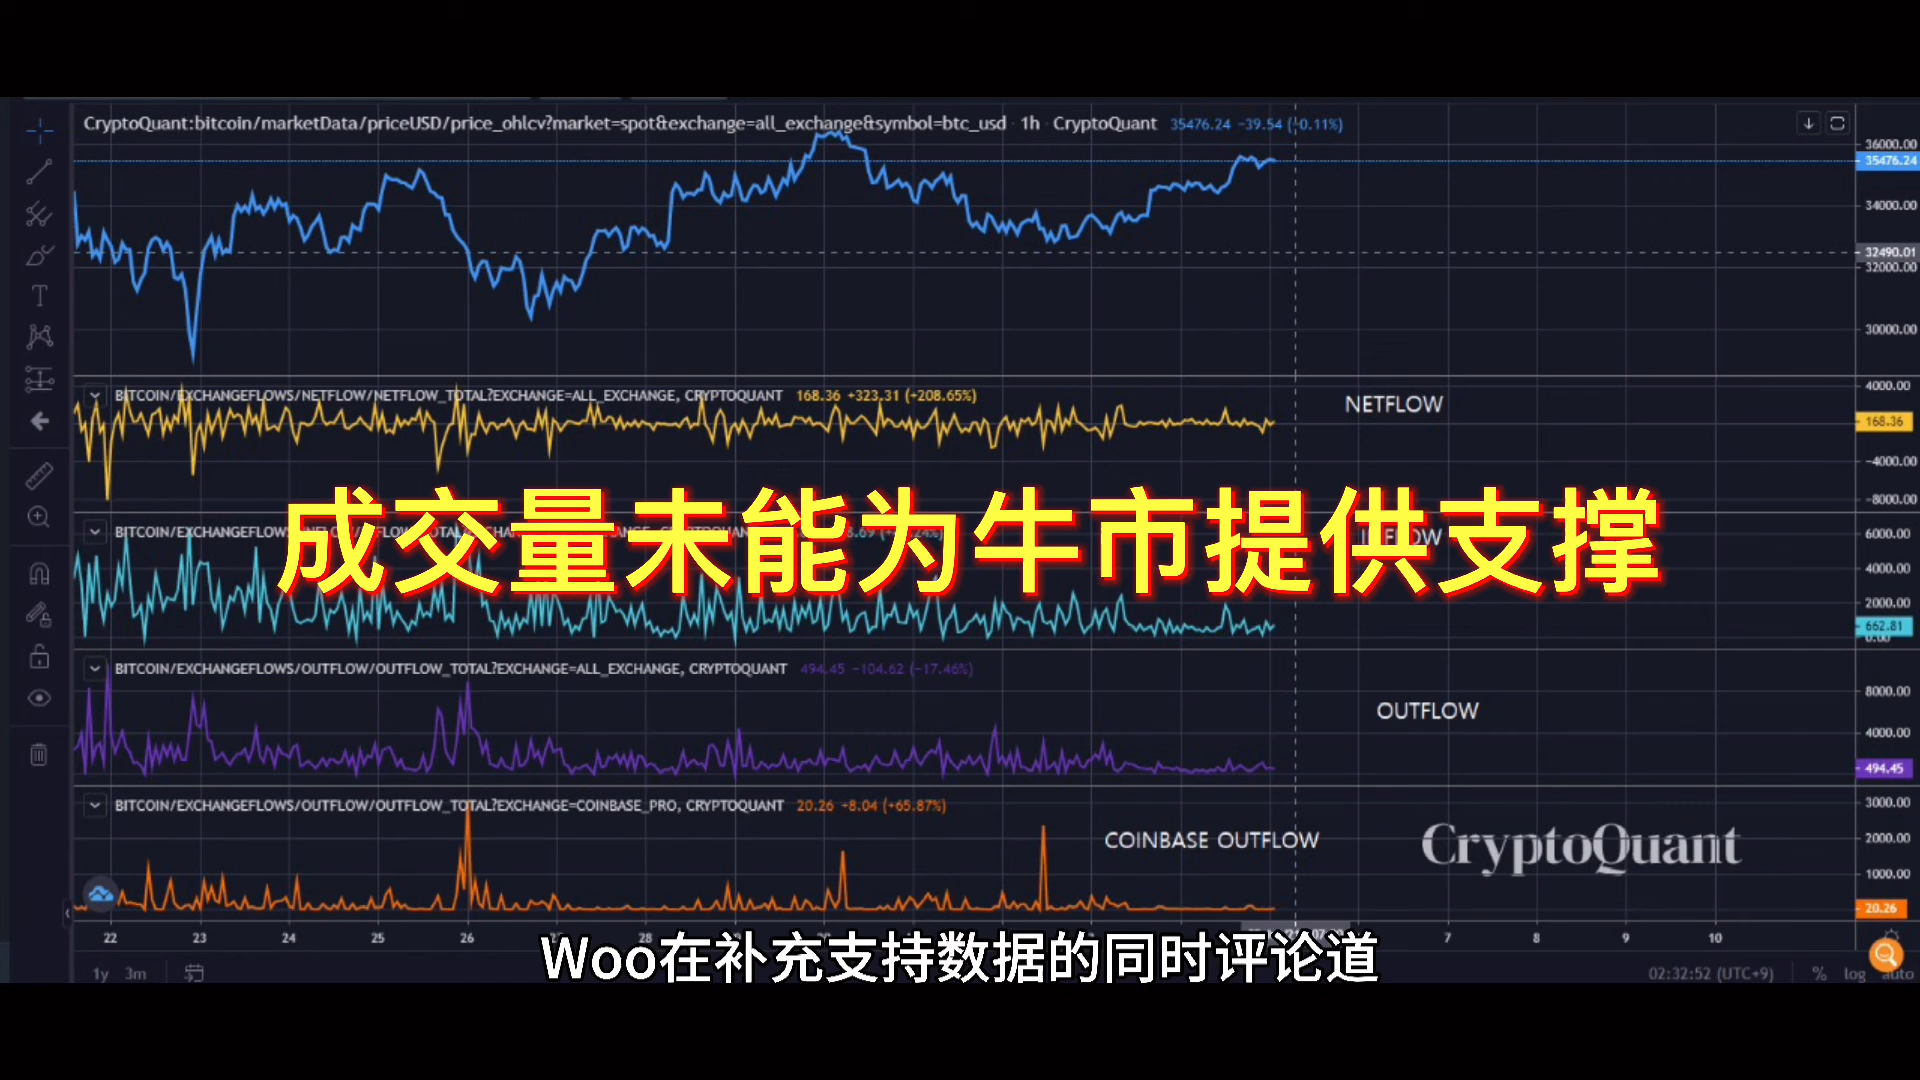 CryptoQuant:bitcoin/marketData/priceUSD/price_ohlcv?market=spot&exchange=all_exchange&symbol=btc_usd · 1h · CryptoQuant 35476.24 −39.54 (−0.11%)
36000.00
35476.24
34000.00
32490.01
32000.00
30000.00
BITCOIN/EXCHANGEFLOWS/NETFLOW/NETFLOW_TOTAL?EXCHANGE=ALL_EXCHANGE, CRYPTOQUANT 168.36 +323.31 (+208.65%)
NETFLOW
4000.00
168.36
−4000.00
−8000.00
成交量未能为牛市提供支撑
6000.00
4000.00
2000.00
662.81
0.00
BITCOIN/EXCHANGEFLOWS/OUTFLOW/OUTFLOW_TOTAL?EXCHANGE=ALL_EXCHANGE, CRYPTOQUANT 494.45 −104.62 (−17.46%)
OUTFLOW
8000.00
4000.00
494.45
BITCOIN/EXCHANGEFLOWS/OUTFLOW/OUTFLOW_TOTAL?EXCHANGE=COINBASE_PRO, CRYPTOQUANT 20.26 +8.04 (+65.87%)
COINBASE OUTFLOW
CryptoQuant
3000.00
2000.00
1000.00
20.26
22 23 24 25 26 28 7 8 9 10
Woo在补充支持数据的同时评论道
1y 3m
02:32:52 (UTC+9) % log auto